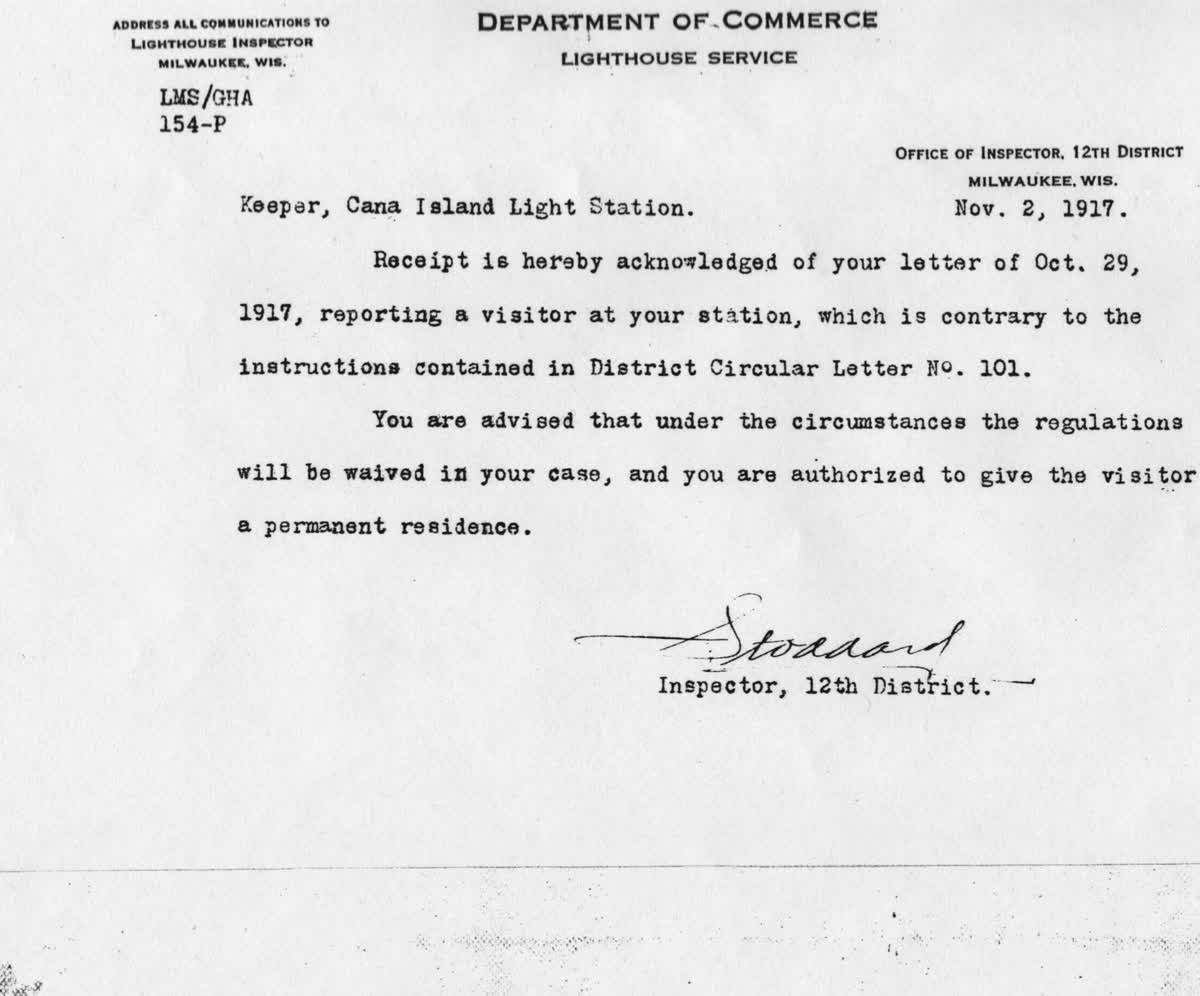 ADDRESS ALL COMMUNICATIONS TO
LIGHTHOUSE INSPECTOR
MILWAUKEE, WIS.
DEPARTMENT OF COMMERCE
LIGHTHOUSE SERVICE
LMS/GHA
154-P
OFFICE OF INSPECTOR, 12TH DISTRICT
MILWAUKEE, WIS.
Keeper, Cana Island Light Station. Nov. 2, 1917.
Receipt is hereby acknowledged of your letter of Oct. 29,
1917, reporting a visitor at your station, which is contrary to the
instructions contained in District Circular Letter No. 101.
You are advised that under the circumstances the regulations
will be waived in your case, and you are authorized to give the visitor
a permanent residence.
Stoddard
Inspector, 12th District.